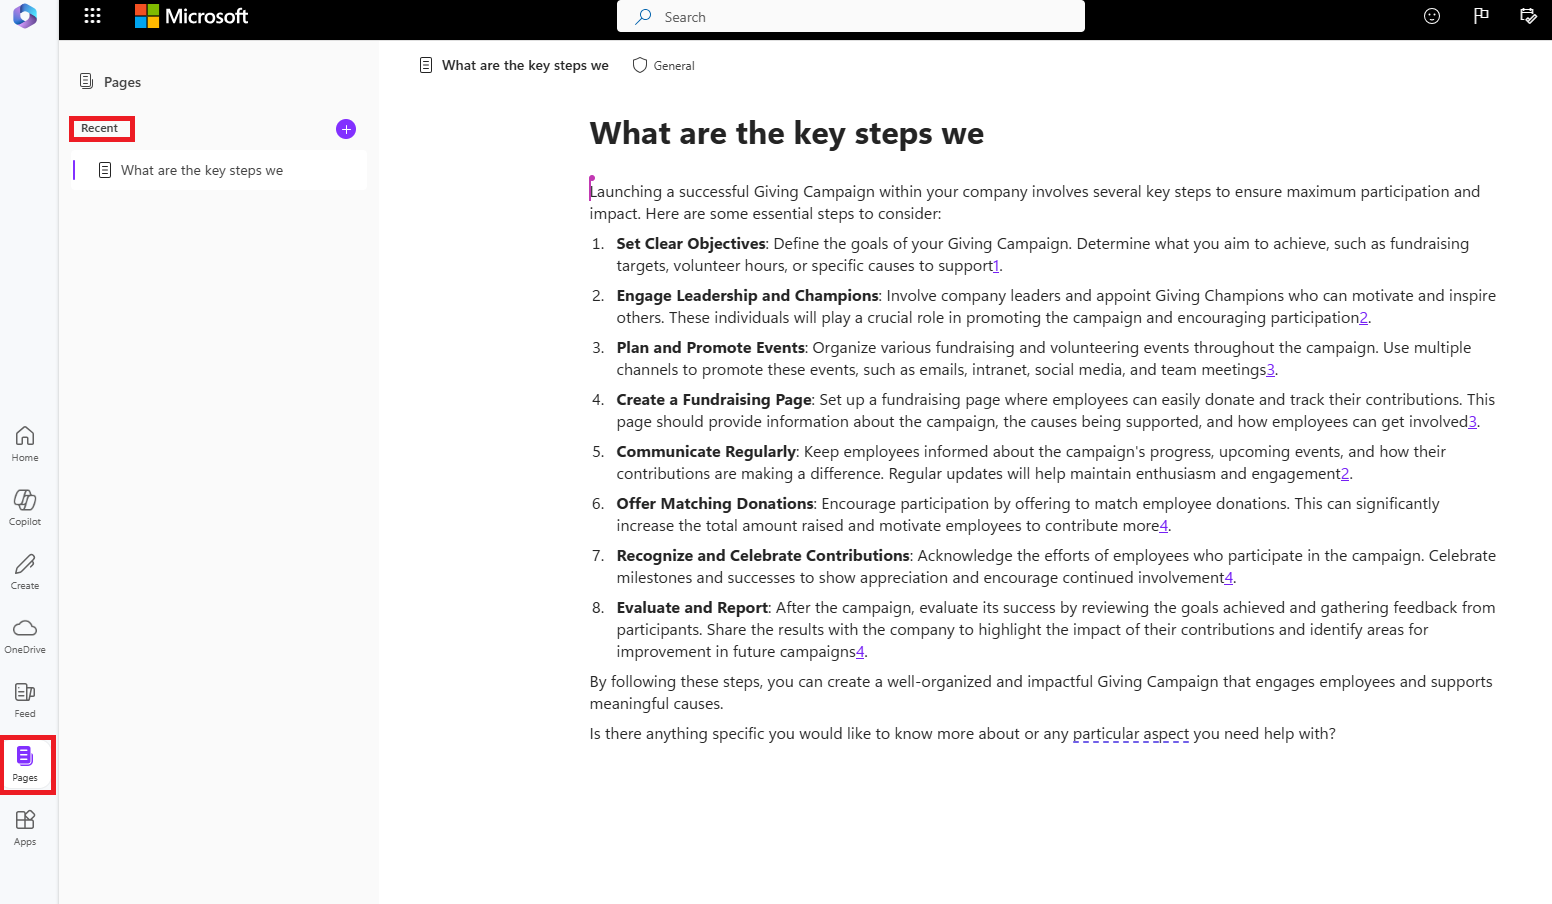 Microsoft
Search
Pages
Recent
What are the key steps we
Home
Copilot
Create
OneDrive
Feed
Pages
Apps
What are the key steps we
General
What are the key steps we
Launching a successful Giving Campaign within your company involves several key steps to ensure maximum participation and
impact. Here are some essential steps to consider:
1. Set Clear Objectives: Define the goals of your Giving Campaign. Determine what you aim to achieve, such as fundraising
targets, volunteer hours, or specific causes to support1.
2. Engage Leadership and Champions: Involve company leaders and appoint Giving Champions who can motivate and inspire
others. These individuals will play a crucial role in promoting the campaign and encouraging participation2.
3. Plan and Promote Events: Organize various fundraising and volunteering events throughout the campaign. Use multiple
channels to promote these events, such as emails, intranet, social media, and team meetings3.
4. Create a Fundraising Page: Set up a fundraising page where employees can easily donate and track their contributions. This
page should provide information about the campaign, the causes being supported, and how employees can get involved3.
5. Communicate Regularly: Keep employees informed about the campaign's progress, upcoming events, and how their
contributions are making a difference. Regular updates will help maintain enthusiasm and engagement2.
6. Offer Matching Donations: Encourage participation by offering to match employee donations. This can significantly
increase the total amount raised and motivate employees to contribute more4.
7. Recognize and Celebrate Contributions: Acknowledge the efforts of employees who participate in the campaign. Celebrate
milestones and successes to show appreciation and encourage continued involvement4.
8. Evaluate and Report: After the campaign, evaluate its success by reviewing the goals achieved and gathering feedback from
participants. Share the results with the company to highlight the impact of their contributions and identify areas for
improvement in future campaigns4.
By following these steps, you can create a well-organized and impactful Giving Campaign that engages employees and supports
meaningful causes.
Is there anything specific you would like to know more about or any particular aspect you need help with?